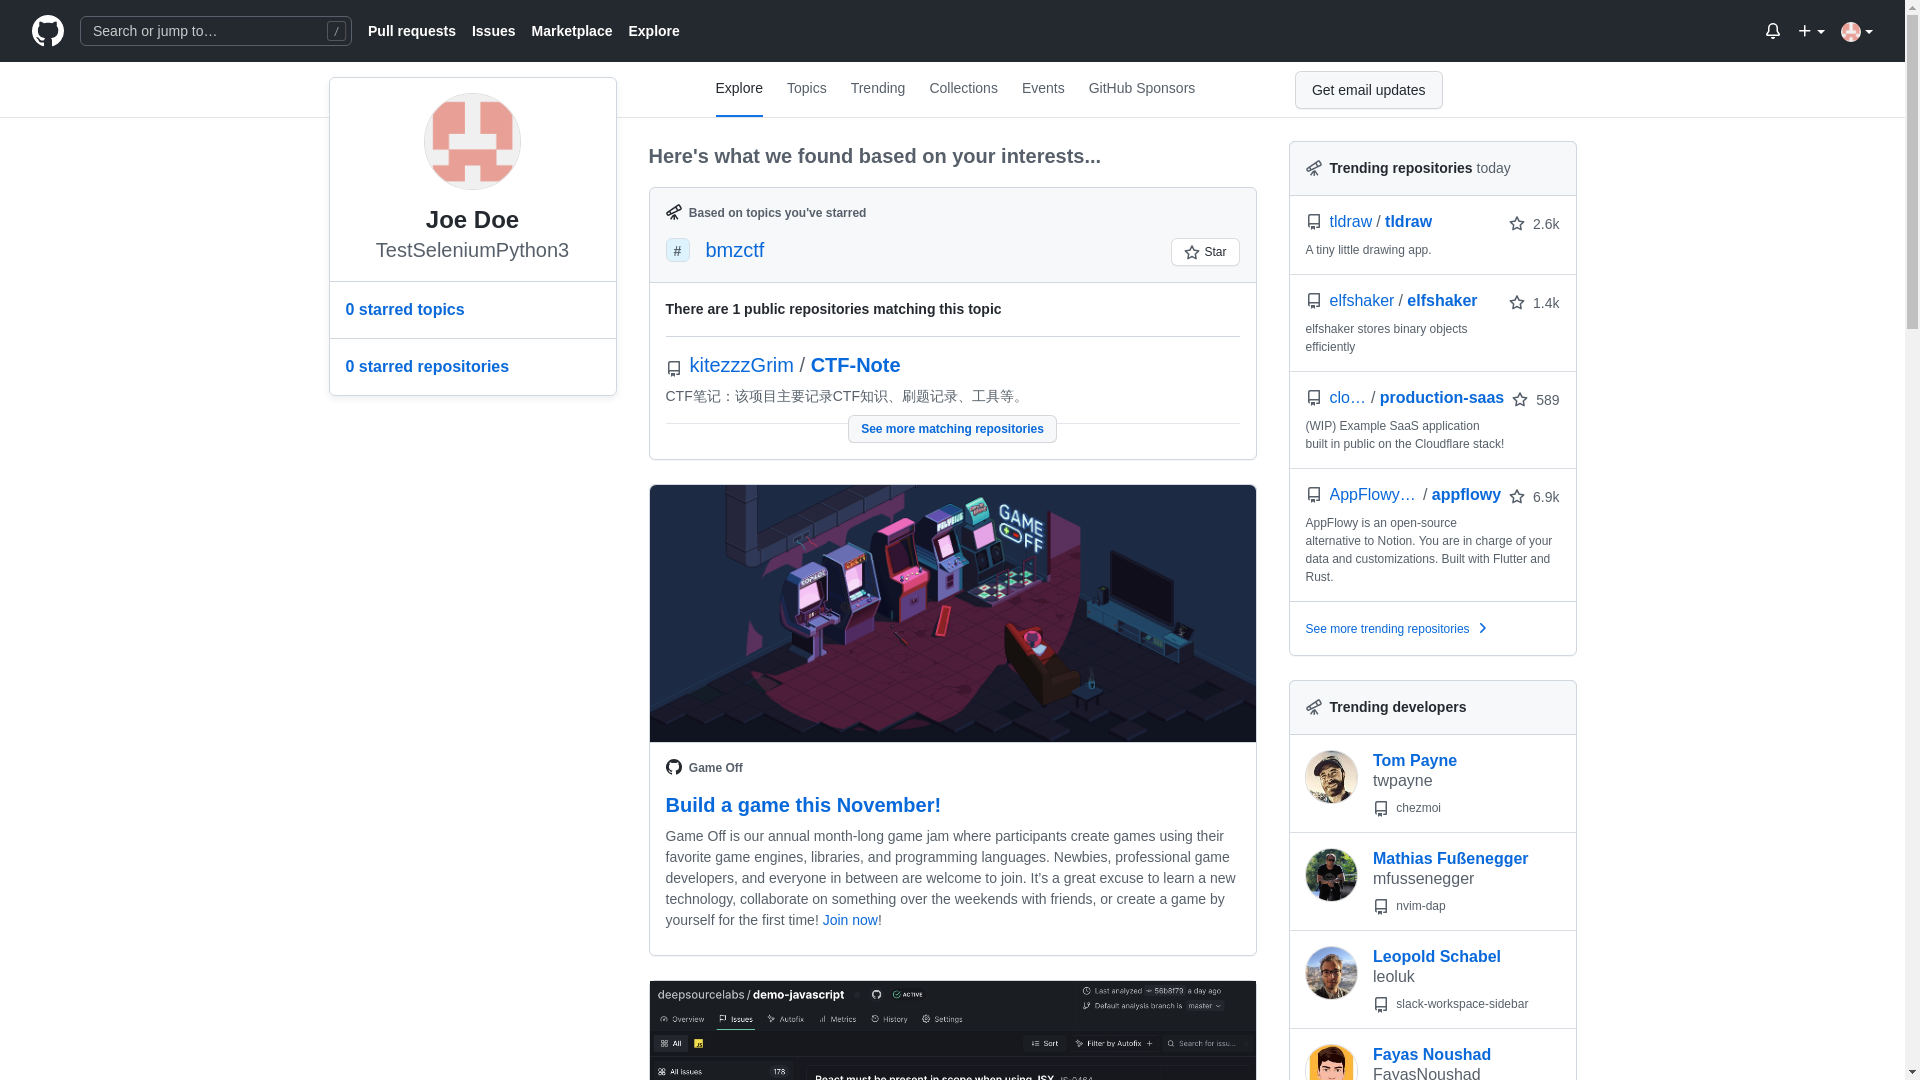 Search or jump to…
/
Pull requests
Issues
Marketplace
Explore
Explore
Topics
Trending
Collections
Events
GitHub Sponsors
Get email updates
Joe Doe
TestSeleniumPython3
0 starred topics
0 starred repositories
Here's what we found based on your interests...
Based on topics you've starred
# bmzctf
Star
There are 1 public repositories matching this topic
kitezzzGrim / CTF-Note
CTF笔记：该项目主要记录CTF知识、刷题记录、工具等。
See more matching repositories
GAME OFF
Game Off
Build a game this November!
Game Off is our annual month-long game jam where participants create games using their
favorite game engines, libraries, and programming languages. Newbies, professional game
developers, and everyone in between are welcome to join. It's a great excuse to learn a new
technology, collaborate on something over the weekends with friends, or create a game by
yourself for the first time! Join now!
deepsourcelabs / demo-javascript
ACTIVE
Last analyzed 56b8f79 a day ago
Default analysis branch is master
Overview
Issues
Autofix
Metrics
History
Settings
All
JS
Sort
Filter by Autofix
Search for issu...
All issues
178
React must be present in scope when using JSX JS-0464
Trending repositories today
tldraw / tldraw
2.6k
A tiny little drawing app.
elfshaker / elfshaker
1.4k
elfshaker stores binary objects
efficiently
clo… / production-saas
589
(WIP) Example SaaS application
built in public on the Cloudflare stack!
AppFlowy… / appflowy
6.9k
AppFlowy is an open-source
alternative to Notion. You are in charge of your
data and customizations. Built with Flutter and
Rust.
See more trending repositories
Trending developers
Tom Payne
twpayne
chezmoi
Mathias Fußenegger
mfussenegger
nvim-dap
Leopold Schabel
leoluk
slack-workspace-sidebar
Fayas Noushad
FayasNoushad